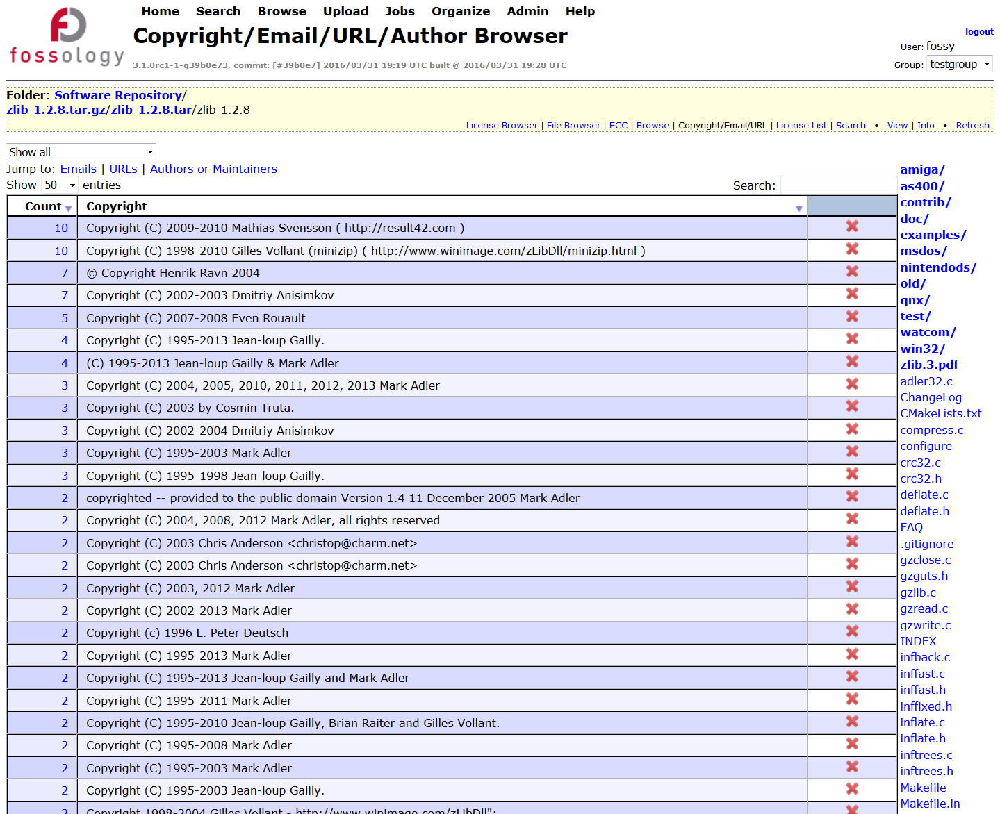 Home Search Browse Upload Jobs Organize Admin Help
fossology
Copyright/Email/URL/Author Browser
3.1.0rc1-1-g39b0e73, commit: [#39b0e7] 2016/03/31 19:19 UTC built @ 2016/03/31 19:28 UTC
logout
User: fossy
Group: testgroup
Folder: Software Repository/
zlib-1.2.8.tar.gz/zlib-1.2.8.tar/zlib-1.2.8
License Browser | File Browser | ECC | Browse | Copyright/Email/URL | License List | Search • View | Info • Refresh
Show all
Jump to: Emails | URLs | Authors or Maintainers
Show 50 entries
Search:
Count Copyright
10 Copyright (C) 2009-2010 Mathias Svensson ( http://result42.com )
10 Copyright (C) 1998-2010 Gilles Vollant (minizip) ( http://www.winimage.com/zLibDll/minizip.html )
7 © Copyright Henrik Ravn 2004
7 Copyright (C) 2002-2003 Dmitriy Anisimkov
5 Copyright (C) 2007-2008 Even Rouault
4 Copyright (C) 1995-2013 Jean-loup Gailly.
4 (C) 1995-2013 Jean-loup Gailly & Mark Adler
3 Copyright (C) 2004, 2005, 2010, 2011, 2012, 2013 Mark Adler
3 Copyright (C) 2003 by Cosmin Truta.
3 Copyright (C) 2002-2004 Dmitriy Anisimkov
3 Copyright (C) 1995-2003 Mark Adler
3 Copyright (C) 1995-1998 Jean-loup Gailly.
2 copyrighted -- provided to the public domain Version 1.4 11 December 2005 Mark Adler
2 Copyright (C) 2004, 2008, 2012 Mark Adler, all rights reserved
2 Copyright (C) 2003 Chris Anderson <christop@charm.net>
2 Copyright (C) 2003 Chris Anderson <christop@charm.net>
2 Copyright (C) 2003, 2012 Mark Adler
2 Copyright (C) 2002-2013 Mark Adler
2 Copyright (c) 1996 L. Peter Deutsch
2 Copyright (C) 1995-2013 Mark Adler
2 Copyright (C) 1995-2013 Jean-loup Gailly and Mark Adler
2 Copyright (C) 1995-2011 Mark Adler
2 Copyright (C) 1995-2010 Jean-loup Gailly, Brian Raiter and Gilles Vollant.
2 Copyright (C) 1995-2008 Mark Adler
2 Copyright (C) 1995-2003 Mark Adler
2 Copyright (C) 1995-2003 Jean-loup Gailly.
2 Copyright 1998-2004 Gilles Vollant - http://www.winimage.com/zLibDll";
amiga/
as400/
contrib/
doc/
examples/
msdos/
nintendods/
old/
qnx/
test/
watcom/
win32/
zlib.3.pdf
adler32.c
ChangeLog
CMakeLists.txt
compress.c
configure
crc32.c
crc32.h
deflate.c
deflate.h
FAQ
.gitignore
gzclose.c
gzguts.h
gzlib.c
gzread.c
gzwrite.c
INDEX
infback.c
inffast.c
inffast.h
inffixed.h
inflate.c
inflate.h
inftrees.c
inftrees.h
Makefile
Makefile.in